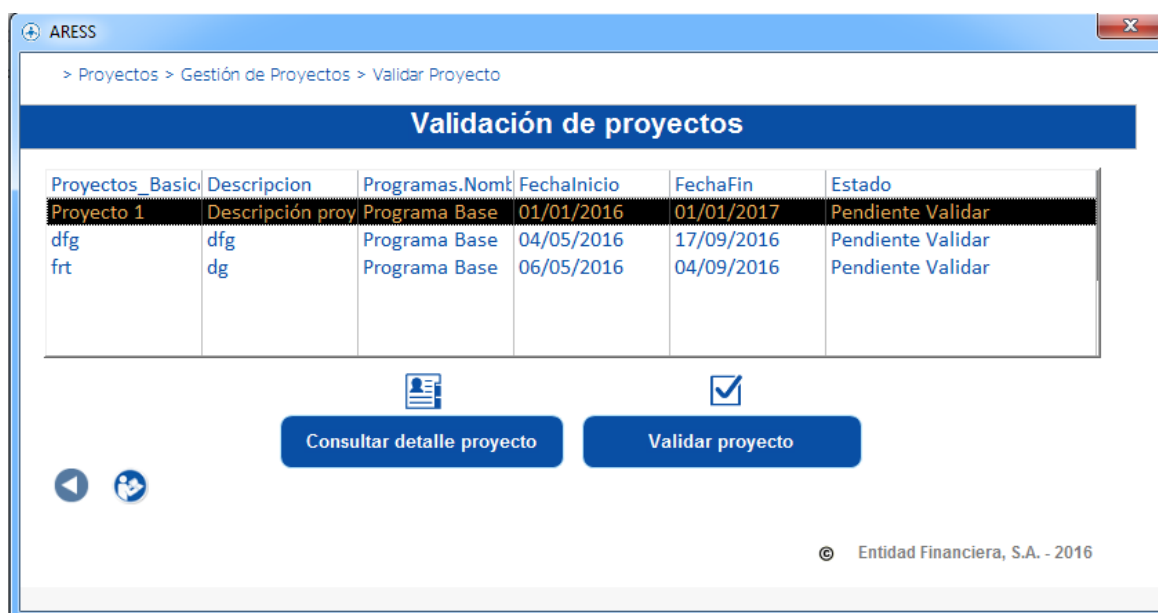 ARESS
> Proyectos > Gestión de Proyectos > Validar Proyecto
Validación de proyectos
Proyectos_Basic Descripcion Programas.Nomb FechaInicio FechaFin Estado
Proyecto 1 Descripción proy Programa Base 01/01/2016 01/01/2017 Pendiente Validar
dfg dfg Programa Base 04/05/2016 17/09/2016 Pendiente Validar
frt dg Programa Base 06/05/2016 04/09/2016 Pendiente Validar
Consultar detalle proyecto Validar proyecto
© Entidad Financiera, S.A. - 2016